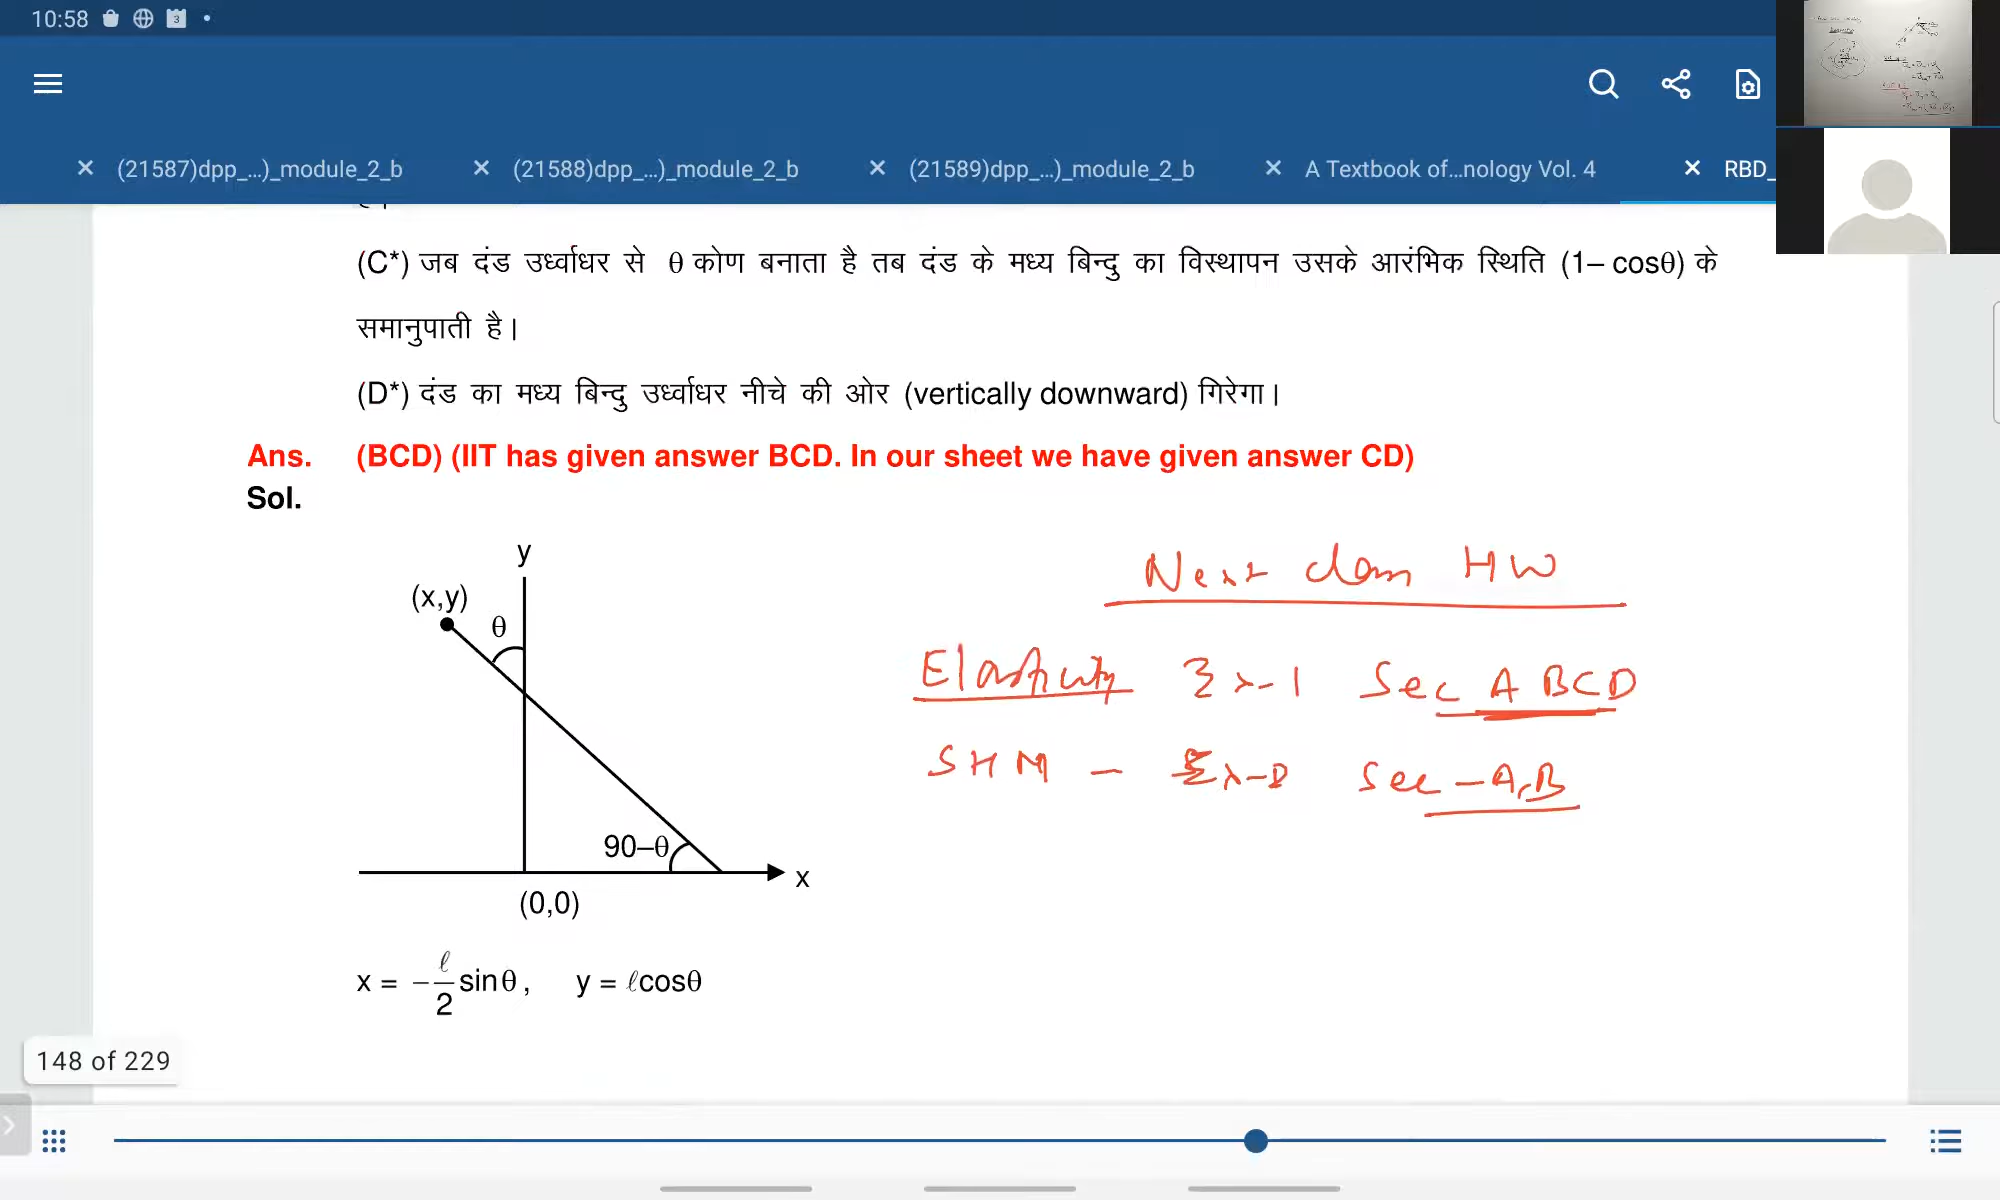 10:58
3
(21587)dpp_...)_module_2_b
(21588)dpp_...)_module_2_b
(21589)dpp_...)_module_2_b
A Textbook of...nology Vol. 4
RBD_
है।
(C*) जब दंड उर्ध्वाधर से θ कोण बनाता है तब दंड के मध्य बिन्दु का विस्थापन उसके आरंभिक स्थिति (1– cosθ) के
समानुपाती है।
(D*) दंड का मध्य बिन्दु उर्ध्वाधर नीचे की ओर (vertically downward) गिरेगा।
Ans. (BCD) (IIT has given answer BCD. In our sheet we have given answer CD)
Sol.
y
(x,y)
θ
90–θ
x
(0,0)
x = –ℓ/2 sinθ, y = ℓcosθ
Next class HW
Elasticity Ex-1 Sec A BCD
SHM – Ex-1 Sec – A,B
148 of 229